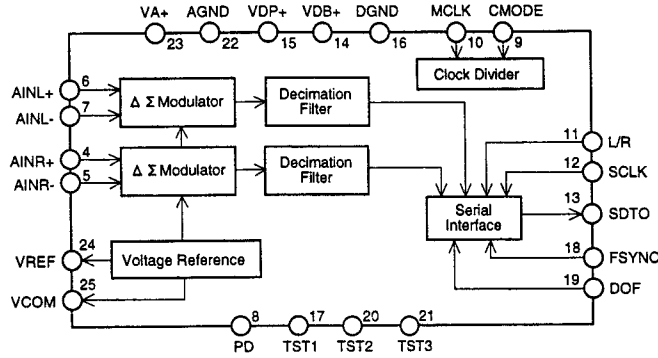 VA+ AGND VDP+ VDB+ DGND MCLK CMODE
23 22 15 14 16 10 9
Clock Divider
AINL+ 6
AINL- 7
Δ Σ Modulator
Decimation
Filter
AINR+ 4
AINR- 5
Δ Σ Modulator
Decimation
Filter
11 L/R
12 SCLK
13 SDTO
Serial
Interface
18 FSYNC
19 DOF
VREF 24
Voltage Reference
VCOM 25
8 17 20 21
PD TST1 TST2 TST3